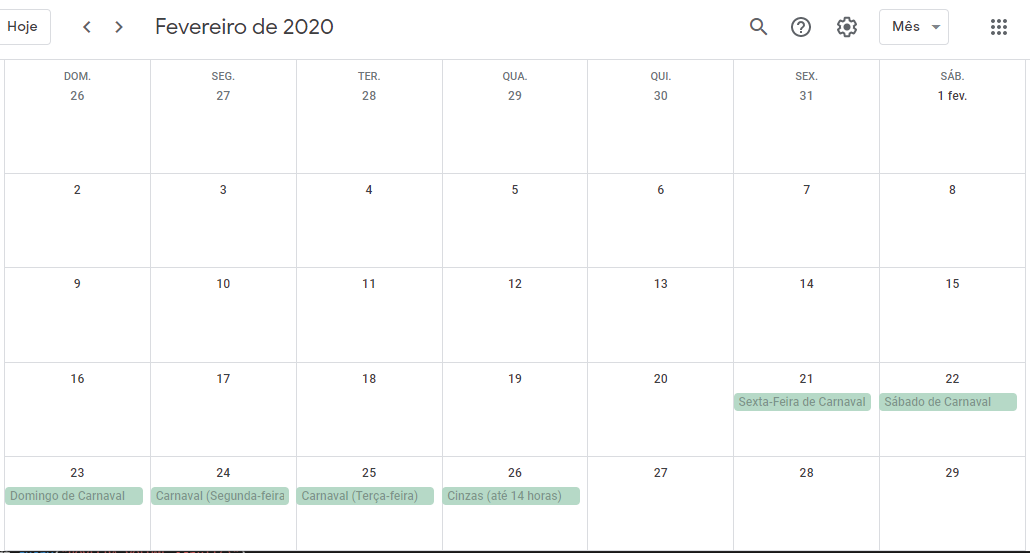 Hoje
Fevereiro de 2020
Mês
DOM. SEG. TER. QUA. QUI. SEX. SÁB.
26 27 28 29 30 31 1 fev.
2 3 4 5 6 7 8
9 10 11 12 13 14 15
16 17 18 19 20 21 22
Sexta-Feira de Carnaval Sábado de Carnaval
23 24 25 26 27 28 29
Domingo de Carnaval Carnaval (Segunda-feira Carnaval (Terça-feira) Cinzas (até 14 horas)